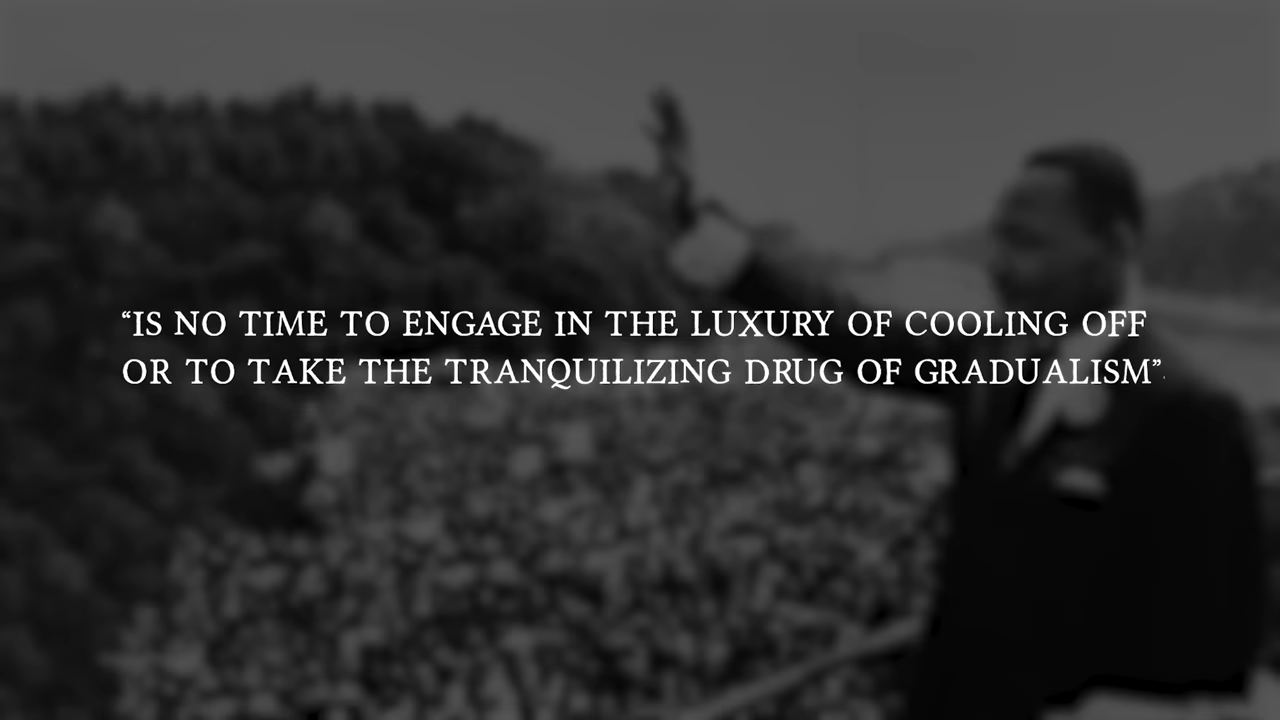 “IS NO TIME TO ENGAGE IN THE LUXURY OF COOLING OFF
OR TO TAKE THE TRANQUILIZING DRUG OF GRADUALISM”